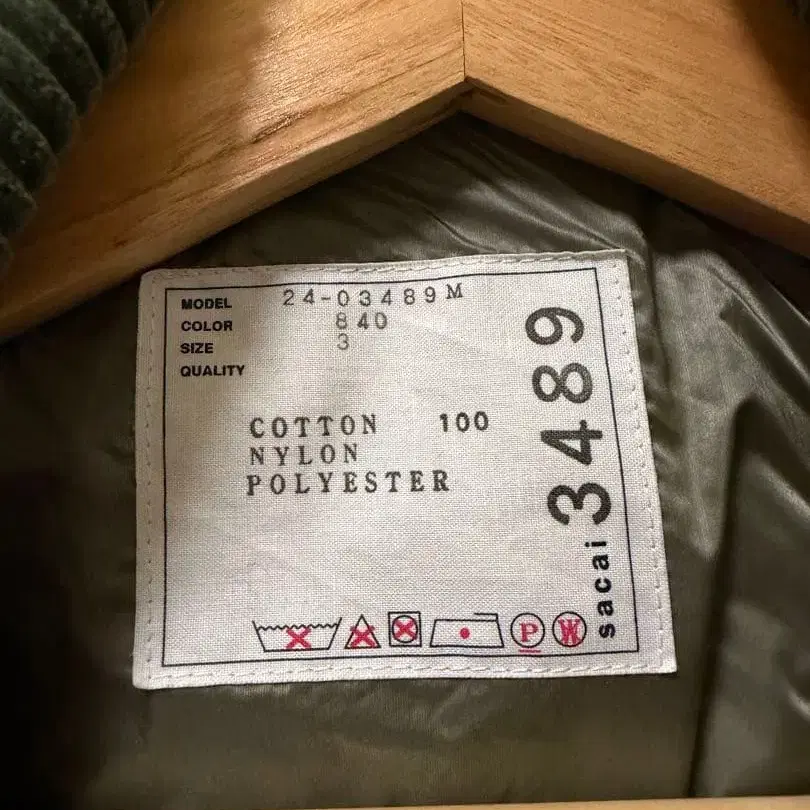 MODEL 24-03489M
COLOR 840
SIZE 3
QUALITY
COTTON 100
NYLON
POLYESTER
P W
sacai 3489